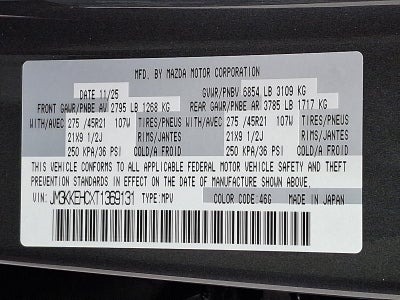 MFD. BY MAZDA MOTOR CORPORATION
DATE 11/25 GVWR/PNBV 6854 LB 3109 KG
FRONT GAWR/PNBE AV 2795 LB 1268 KG REAR GAWR/PNBE AR 3785 LB 1717 KG
WITH/AVEC 275 /45R21 107W TIRES/PNEUS WITH/AVEC 275 /45R21 107W TIRES/PNEUS
21X9 1/2J RIMS/JANTES 21X9 1/2J RIMS/JANTES
250 KPA/36 PSI COLD/A FROID 250 KPA/36 PSI COLD/A FROID
THIS VEHICLE CONFORMS TO ALL APPLICABLE FEDERAL MOTOR VEHICLE SAFETY AND THEFT
PREVENTION STANDARDS IN EFFECT ON THE DATE OF MANUFACTURE SHOWN ABOVE.
VIN: JM3KKEHCXT1369131 TYPE:MPV COLOR CODE 46G MADE IN JAPAN